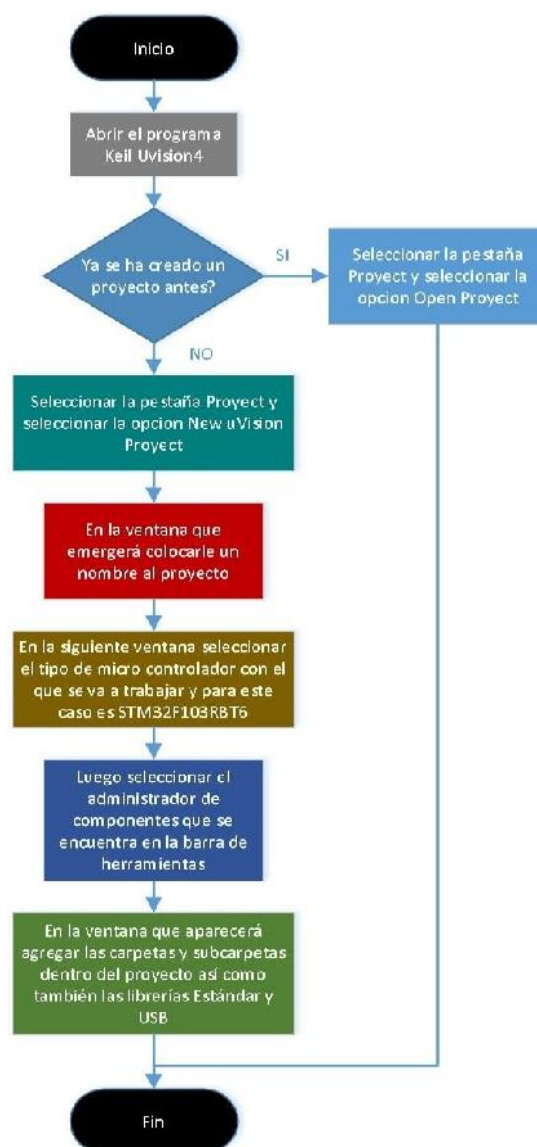 Inicio
Abrir el programa
Keil Uvision4
Ya se ha creado un
proyecto antes?
SI
Seleccionar la pestaña
Proyect y seleccionar la
opcion Open Proyect
NO
Seleccionar la pestaña Proyect y
seleccionar la opcion New uVision
Proyect
En la ventana que
emergerá colocarle un
nombre al proyecto
En la siguiente ventana seleccionar
el tipo de micro controlador con el
que se va a trabajar y para este
caso es STM32F103RBT6
Luego seleccionar el
administrador de
componentes que se
encuentra en la barra de
herramientas
En la ventana que aparecerá
agregar las carpetas y subcarpetas
dentro del proyecto así como
también las librerías Estándar y
USB
Fin